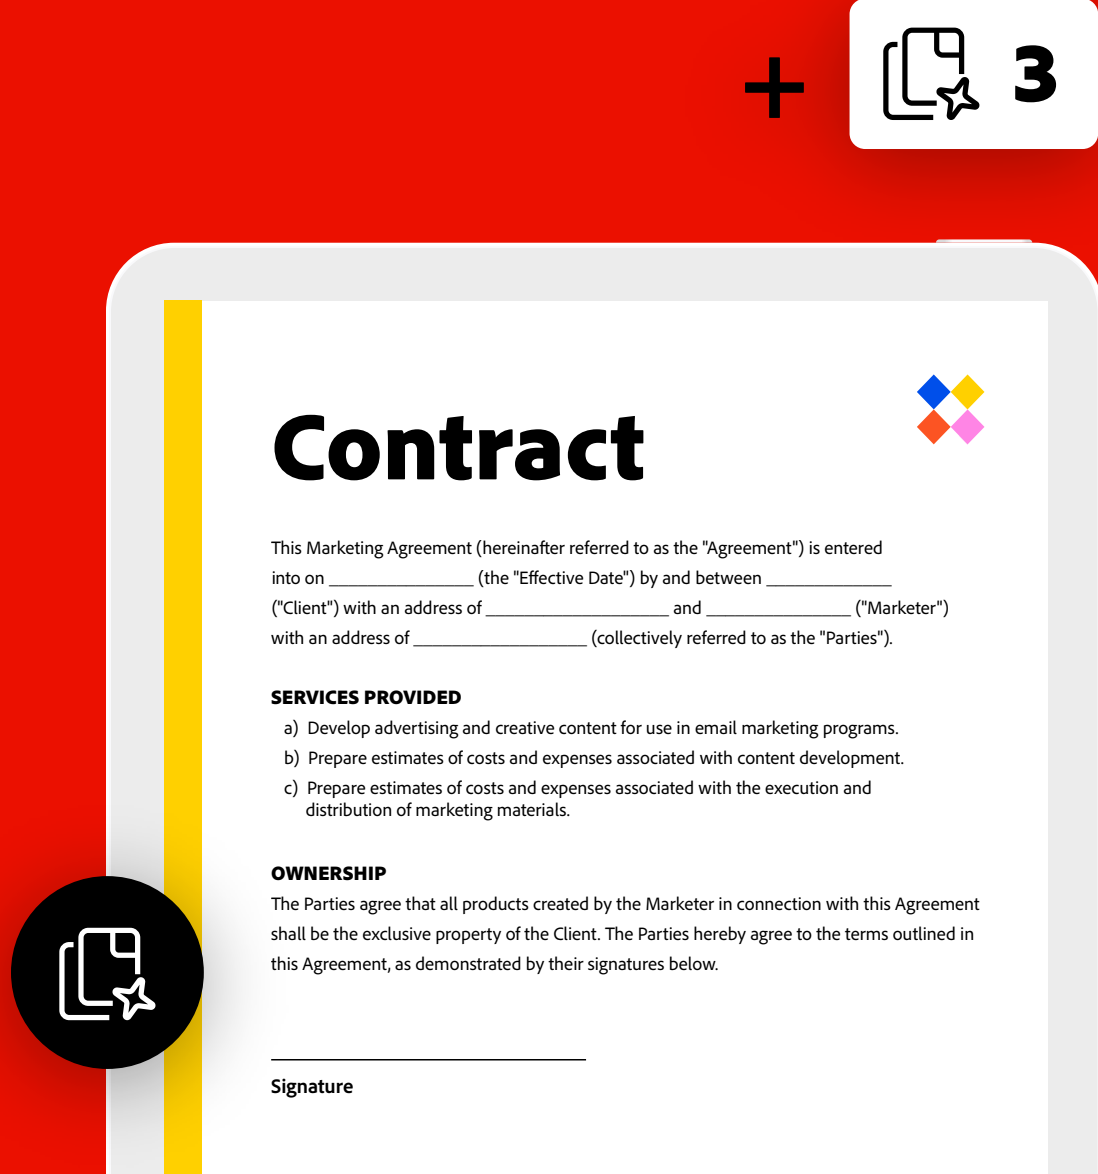 + 3
Contract
This Marketing Agreement (hereinafter referred to as the "Agreement") is entered
into on _______________ (the "Effective Date") by and between _____________
("Client") with an address of ___________________ and _______________ ("Marketer")
with an address of __________________ (collectively referred to as the "Parties").
SERVICES PROVIDED
a) Develop advertising and creative content for use in email marketing programs.
b) Prepare estimates of costs and expenses associated with content development.
c) Prepare estimates of costs and expenses associated with the execution and
distribution of marketing materials.
OWNERSHIP
The Parties agree that all products created by the Marketer in connection with this Agreement
shall be the exclusive property of the Client. The Parties hereby agree to the terms outlined in
this Agreement, as demonstrated by their signatures below.
Signature